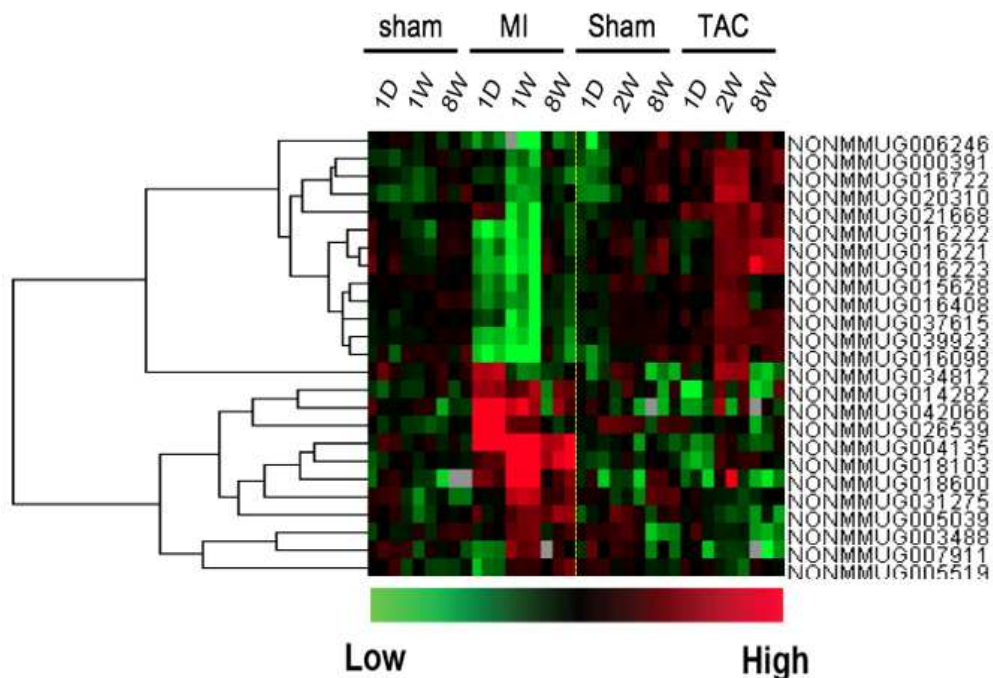 sham MI Sham TAC
1D 1W 8W 1D 1W 8W 1D 2W 8W 1D 2W 8W
NONMMUG006246
NONMMUG000391
NONMMUG016722
NONMMUG020310
NONMMUG021668
NONMMUG016222
NONMMUG016221
NONMMUG016223
NONMMUG015628
NONMMUG016408
NONMMUG037615
NONMMUG039923
NONMMUG016098
NONMMUG034812
NONMMUG014282
NONMMUG042066
NONMMUG026539
NONMMUG004135
NONMMUG018103
NONMMUG018600
NONMMUG031275
NONMMUG005039
NONMMUG003488
NONMMUG007911
NONMMUG005519
Low High